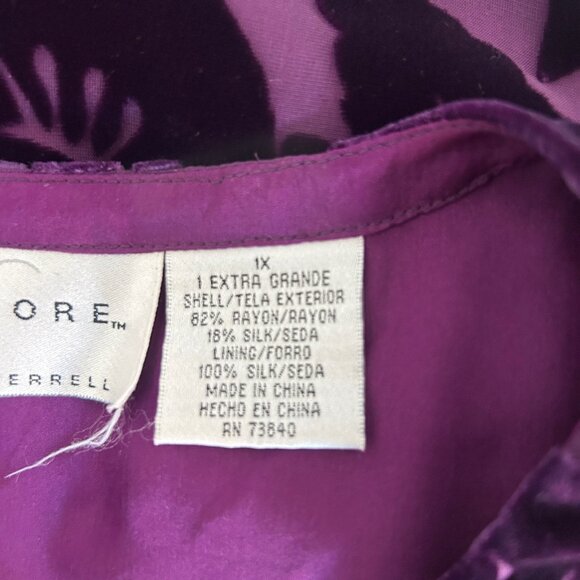 ORE™
ERRELL
1X
1 EXTRA GRANDE
SHELL/TELA EXTERIOR
82% RAYON/RAYON
18% SILK/SEDA
LINING/FORRO
100% SILK/SEDA
MADE IN CHINA
HECHO EN CHINA
RN 73840